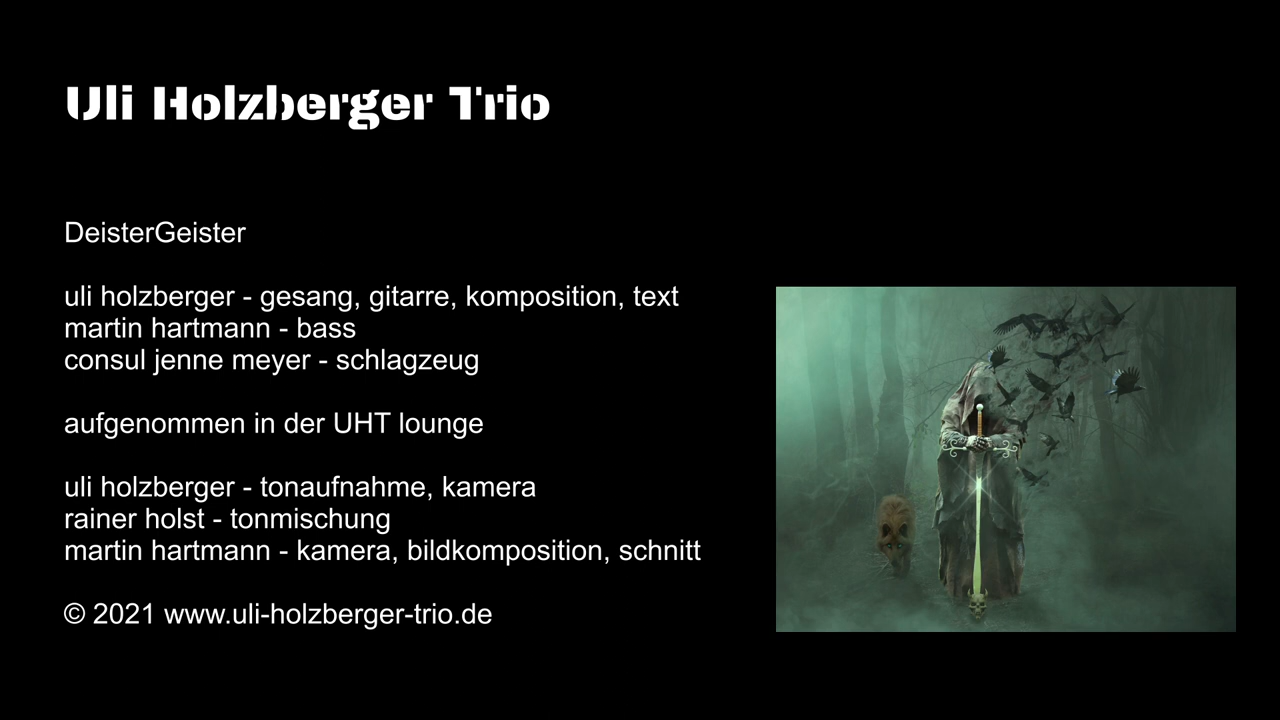 Uli Holzberger Trio
DeisterGeister
uli holzberger - gesang, gitarre, komposition, text
martin hartmann - bass
consul jenne meyer - schlagzeug
aufgenommen in der UHT lounge
uli holzberger - tonaufnahme, kamera
rainer holst - tonmischung
martin hartmann - kamera, bildkomposition, schnitt
© 2021 www.uli-holzberger-trio.de